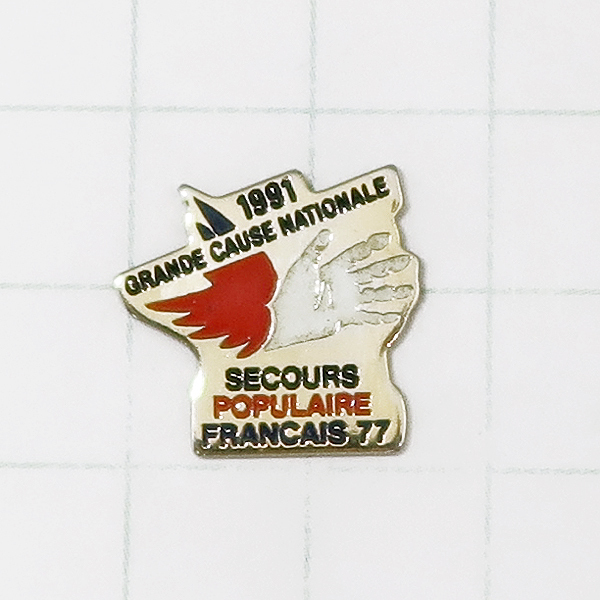 1991
GRANDE CAUSE NATIONALE
SECOURS
POPULAIRE
FRANCAIS 77